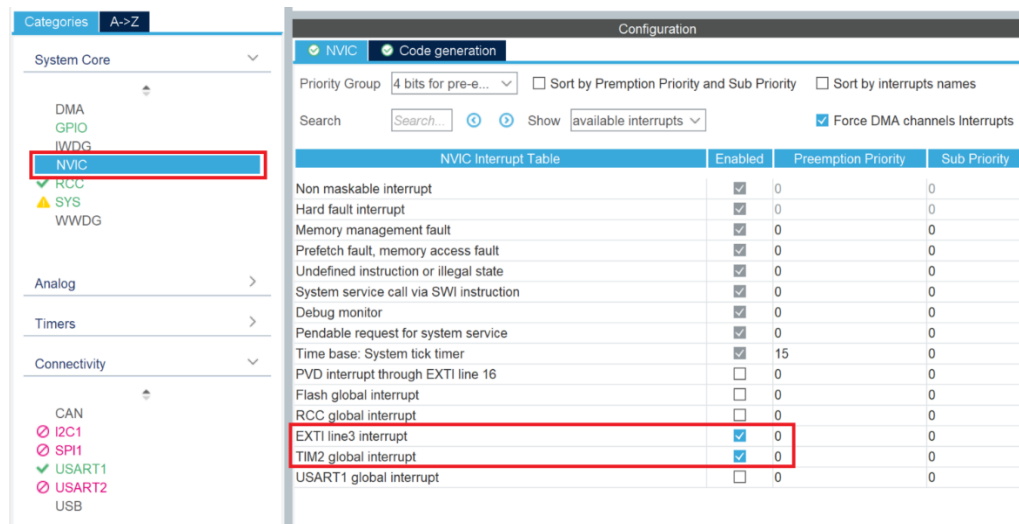 Categories A->Z
System Core
DMA
GPIO
IWDG
NVIC
RCC
SYS
WWDG
Analog
Timers
Connectivity
CAN
I2C1
SPI1
USART1
USART2
USB
Configuration
NVIC Code generation
Priority Group 4 bits for pre-e... Sort by Premption Priority and Sub Priority Sort by interrupts names
Search Search... Show available interrupts Force DMA channels Interrupts
NVIC Interrupt Table Enabled Preemption Priority Sub Priority
Non maskable interrupt 0 0
Hard fault interrupt 0 0
Memory management fault 0 0
Prefetch fault, memory access fault 0 0
Undefined instruction or illegal state 0 0
System service call via SWI instruction 0 0
Debug monitor 0 0
Pendable request for system service 0 0
Time base: System tick timer 15 0
PVD interrupt through EXTI line 16 0 0
Flash global interrupt 0 0
RCC global interrupt 0 0
EXTI line3 interrupt 0 0
TIM2 global interrupt 0 0
USART1 global interrupt 0 0